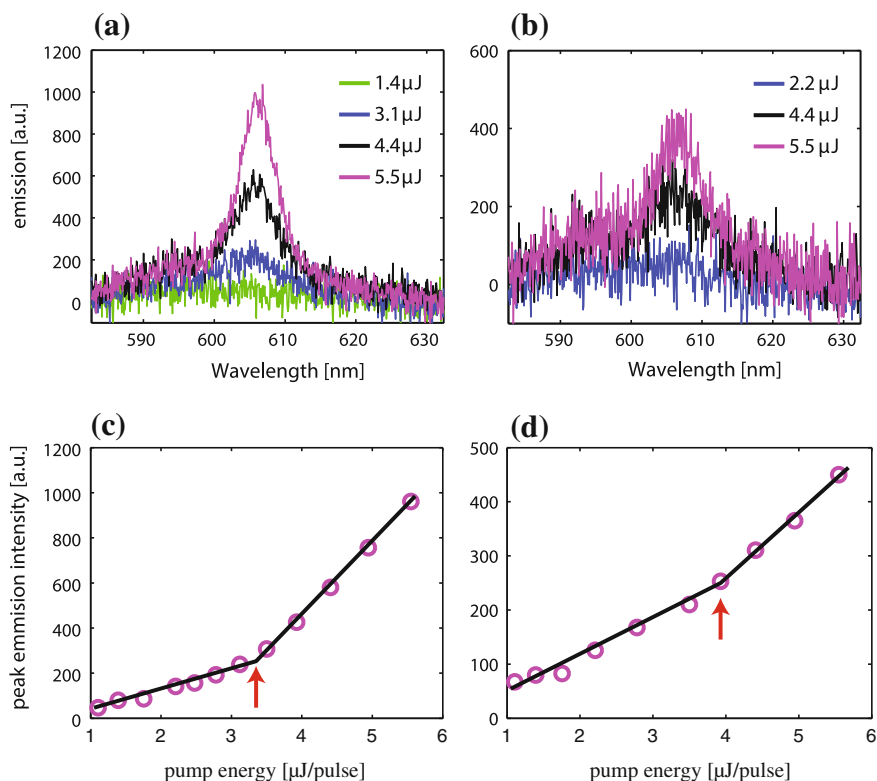 (a)
1200
1000
800
600
400
200
0
emission [a.u.]
1.4µJ
3.1µJ
4.4µJ
5.5µJ
590 600 610 620 630
Wavelength [nm]
(b)
600
400
200
0
2.2µJ
4.4µJ
5.5µJ
590 600 610 620 630
Wavelength [nm]
(c)
1200
1000
800
600
400
200
0
peak emmision intensity [a.u.]
1 2 3 4 5 6
pump energy [µJ/pulse]
(d)
500
400
300
200
100
0
1 2 3 4 5 6
pump energy [µJ/pulse]